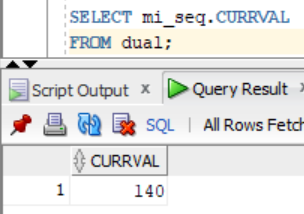 SELECT mi_seq.CURRVAL
FROM dual;
Script Output x Query Result
SQL | All Rows Fetch
CURRVAL
1 140